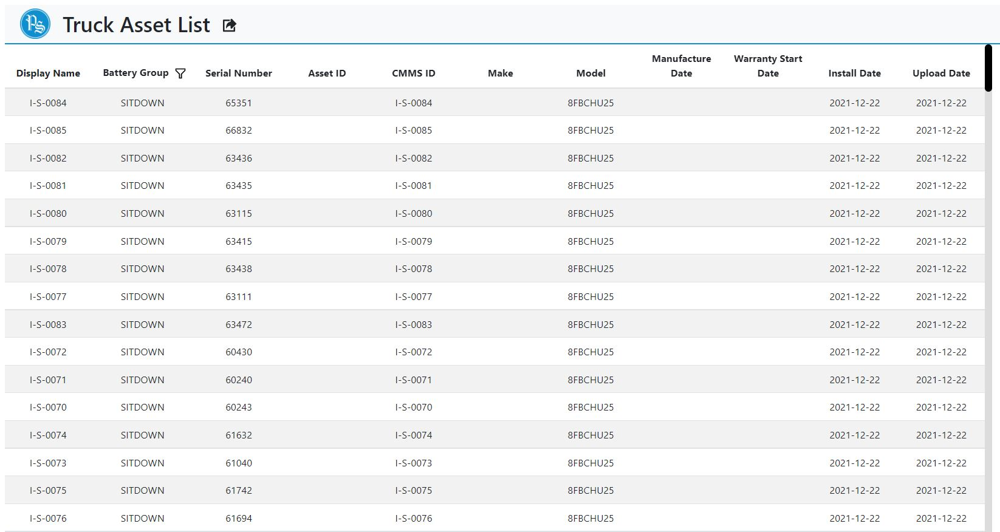 Ps Truck Asset List
Manufacture Warranty Start
Display Name Battery Group Serial Number Asset ID CMMS ID Make Model Date Date Install Date Upload Date
I-S-0084 SITDOWN 65351 I-S-0084 8FBCHU25 2021-12-22 2021-12-22
I-S-0085 SITDOWN 66832 I-S-0085 8FBCHU25 2021-12-22 2021-12-22
I-S-0082 SITDOWN 63436 I-S-0082 8FBCHU25 2021-12-22 2021-12-22
I-S-0081 SITDOWN 63435 I-S-0081 8FBCHU25 2021-12-22 2021-12-22
I-S-0080 SITDOWN 63115 I-S-0080 8FBCHU25 2021-12-22 2021-12-22
I-S-0079 SITDOWN 63415 I-S-0079 8FBCHU25 2021-12-22 2021-12-22
I-S-0078 SITDOWN 63438 I-S-0078 8FBCHU25 2021-12-22 2021-12-22
I-S-0077 SITDOWN 63111 I-S-0077 8FBCHU25 2021-12-22 2021-12-22
I-S-0083 SITDOWN 63472 I-S-0083 8FBCHU25 2021-12-22 2021-12-22
I-S-0072 SITDOWN 60430 I-S-0072 8FBCHU25 2021-12-22 2021-12-22
I-S-0071 SITDOWN 60240 I-S-0071 8FBCHU25 2021-12-22 2021-12-22
I-S-0070 SITDOWN 60243 I-S-0070 8FBCHU25 2021-12-22 2021-12-22
I-S-0074 SITDOWN 61632 I-S-0074 8FBCHU25 2021-12-22 2021-12-22
I-S-0073 SITDOWN 61040 I-S-0073 8FBCHU25 2021-12-22 2021-12-22
I-S-0075 SITDOWN 61742 I-S-0075 8FBCHU25 2021-12-22 2021-12-22
I-S-0076 SITDOWN 61694 I-S-0076 8FBCHU25 2021-12-22 2021-12-22